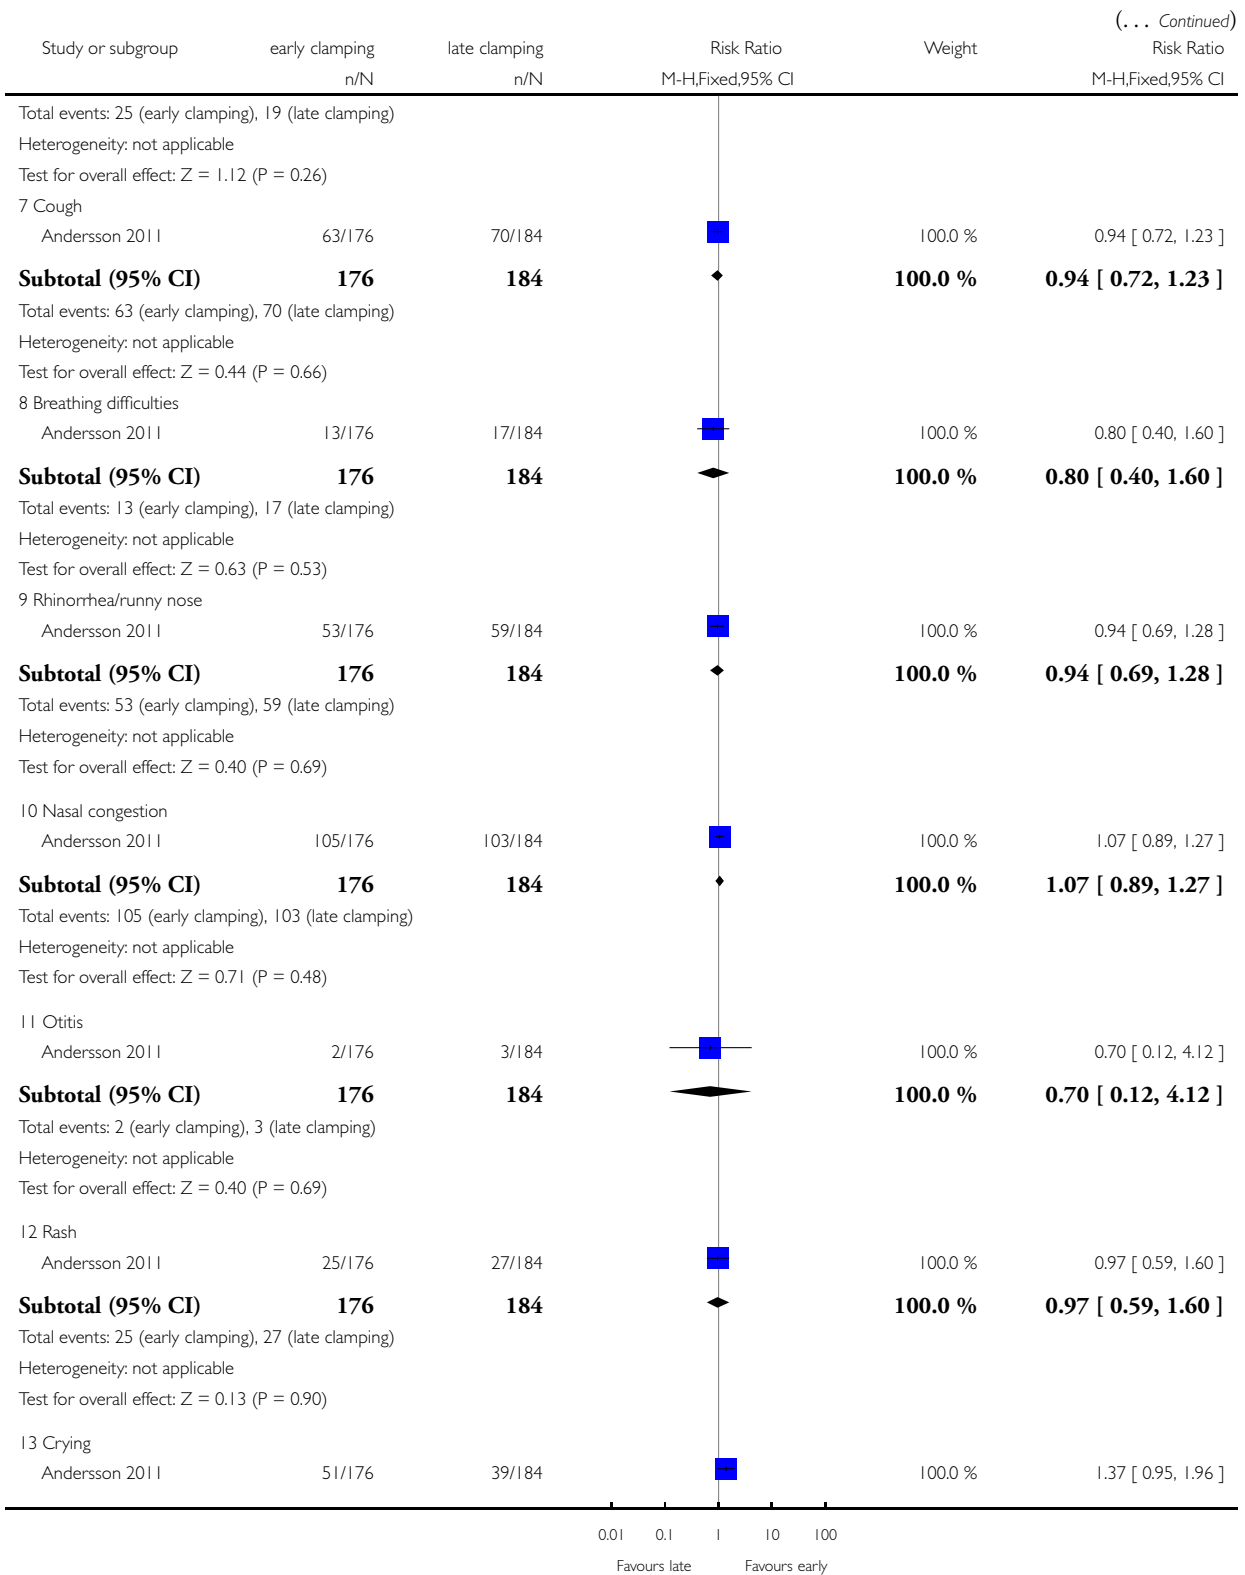 (... Continued)
Study or subgroup early clamping late clamping Risk Ratio Weight Risk Ratio
n/N n/N M-H,Fixed,95% CI M-H,Fixed,95% CI
Total events: 25 (early clamping), 19 (late clamping)
Heterogeneity: not applicable
Test for overall effect: Z = 1.12 (P = 0.26)
7 Cough
Andersson 2011 63/176 70/184 100.0 % 0.94 [ 0.72, 1.23 ]
Subtotal (95% CI) 176 184 100.0 % 0.94 [ 0.72, 1.23 ]
Total events: 63 (early clamping), 70 (late clamping)
Heterogeneity: not applicable
Test for overall effect: Z = 0.44 (P = 0.66)
8 Breathing difficulties
Andersson 2011 13/176 17/184 100.0 % 0.80 [ 0.40, 1.60 ]
Subtotal (95% CI) 176 184 100.0 % 0.80 [ 0.40, 1.60 ]
Total events: 13 (early clamping), 17 (late clamping)
Heterogeneity: not applicable
Test for overall effect: Z = 0.63 (P = 0.53)
9 Rhinorrhea/runny nose
Andersson 2011 53/176 59/184 100.0 % 0.94 [ 0.69, 1.28 ]
Subtotal (95% CI) 176 184 100.0 % 0.94 [ 0.69, 1.28 ]
Total events: 53 (early clamping), 59 (late clamping)
Heterogeneity: not applicable
Test for overall effect: Z = 0.40 (P = 0.69)
10 Nasal congestion
Andersson 2011 105/176 103/184 100.0 % 1.07 [ 0.89, 1.27 ]
Subtotal (95% CI) 176 184 100.0 % 1.07 [ 0.89, 1.27 ]
Total events: 105 (early clamping), 103 (late clamping)
Heterogeneity: not applicable
Test for overall effect: Z = 0.71 (P = 0.48)
11 Otitis
Andersson 2011 2/176 3/184 100.0 % 0.70 [ 0.12, 4.12 ]
Subtotal (95% CI) 176 184 100.0 % 0.70 [ 0.12, 4.12 ]
Total events: 2 (early clamping), 3 (late clamping)
Heterogeneity: not applicable
Test for overall effect: Z = 0.40 (P = 0.69)
12 Rash
Andersson 2011 25/176 27/184 100.0 % 0.97 [ 0.59, 1.60 ]
Subtotal (95% CI) 176 184 100.0 % 0.97 [ 0.59, 1.60 ]
Total events: 25 (early clamping), 27 (late clamping)
Heterogeneity: not applicable
Test for overall effect: Z = 0.13 (P = 0.90)
13 Crying
Andersson 2011 51/176 39/184 100.0 % 1.37 [ 0.95, 1.96 ]
0.01 0.1 1 10 100
Favours late Favours early